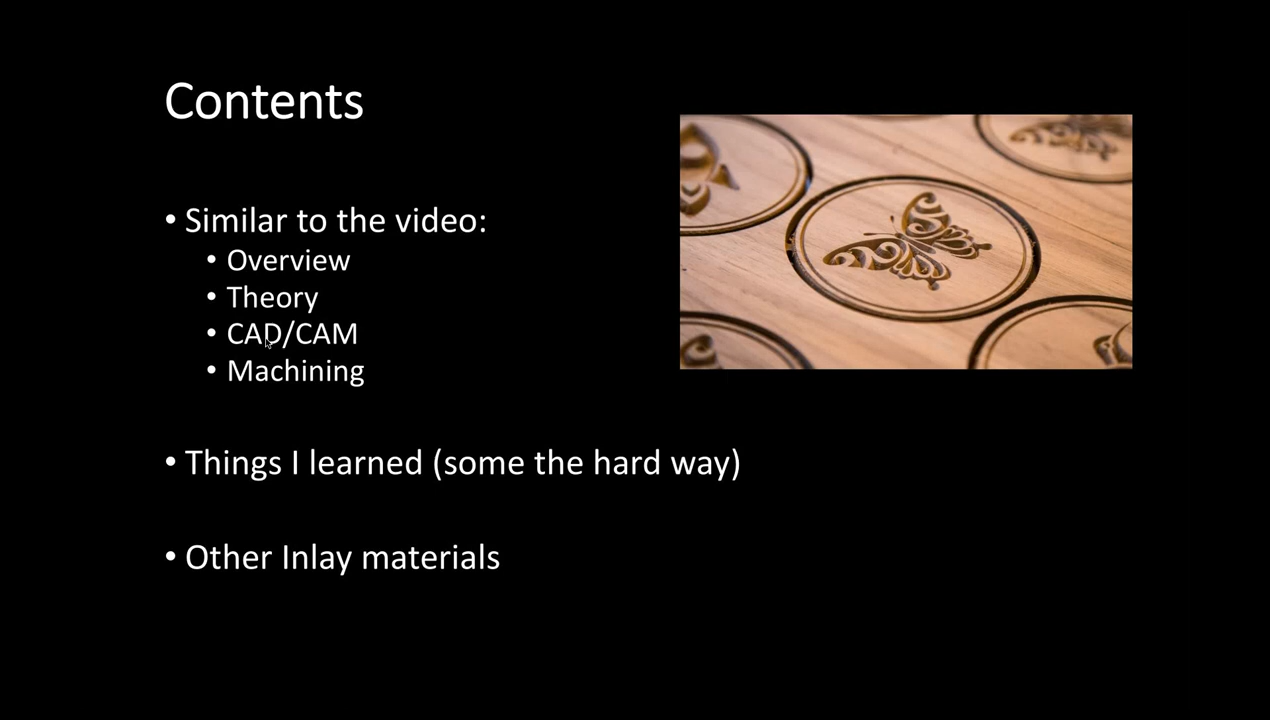 Contents
• Similar to the video:
• Overview
• Theory
• CAD/CAM
• Machining
• Things I learned (some the hard way)
• Other Inlay materials